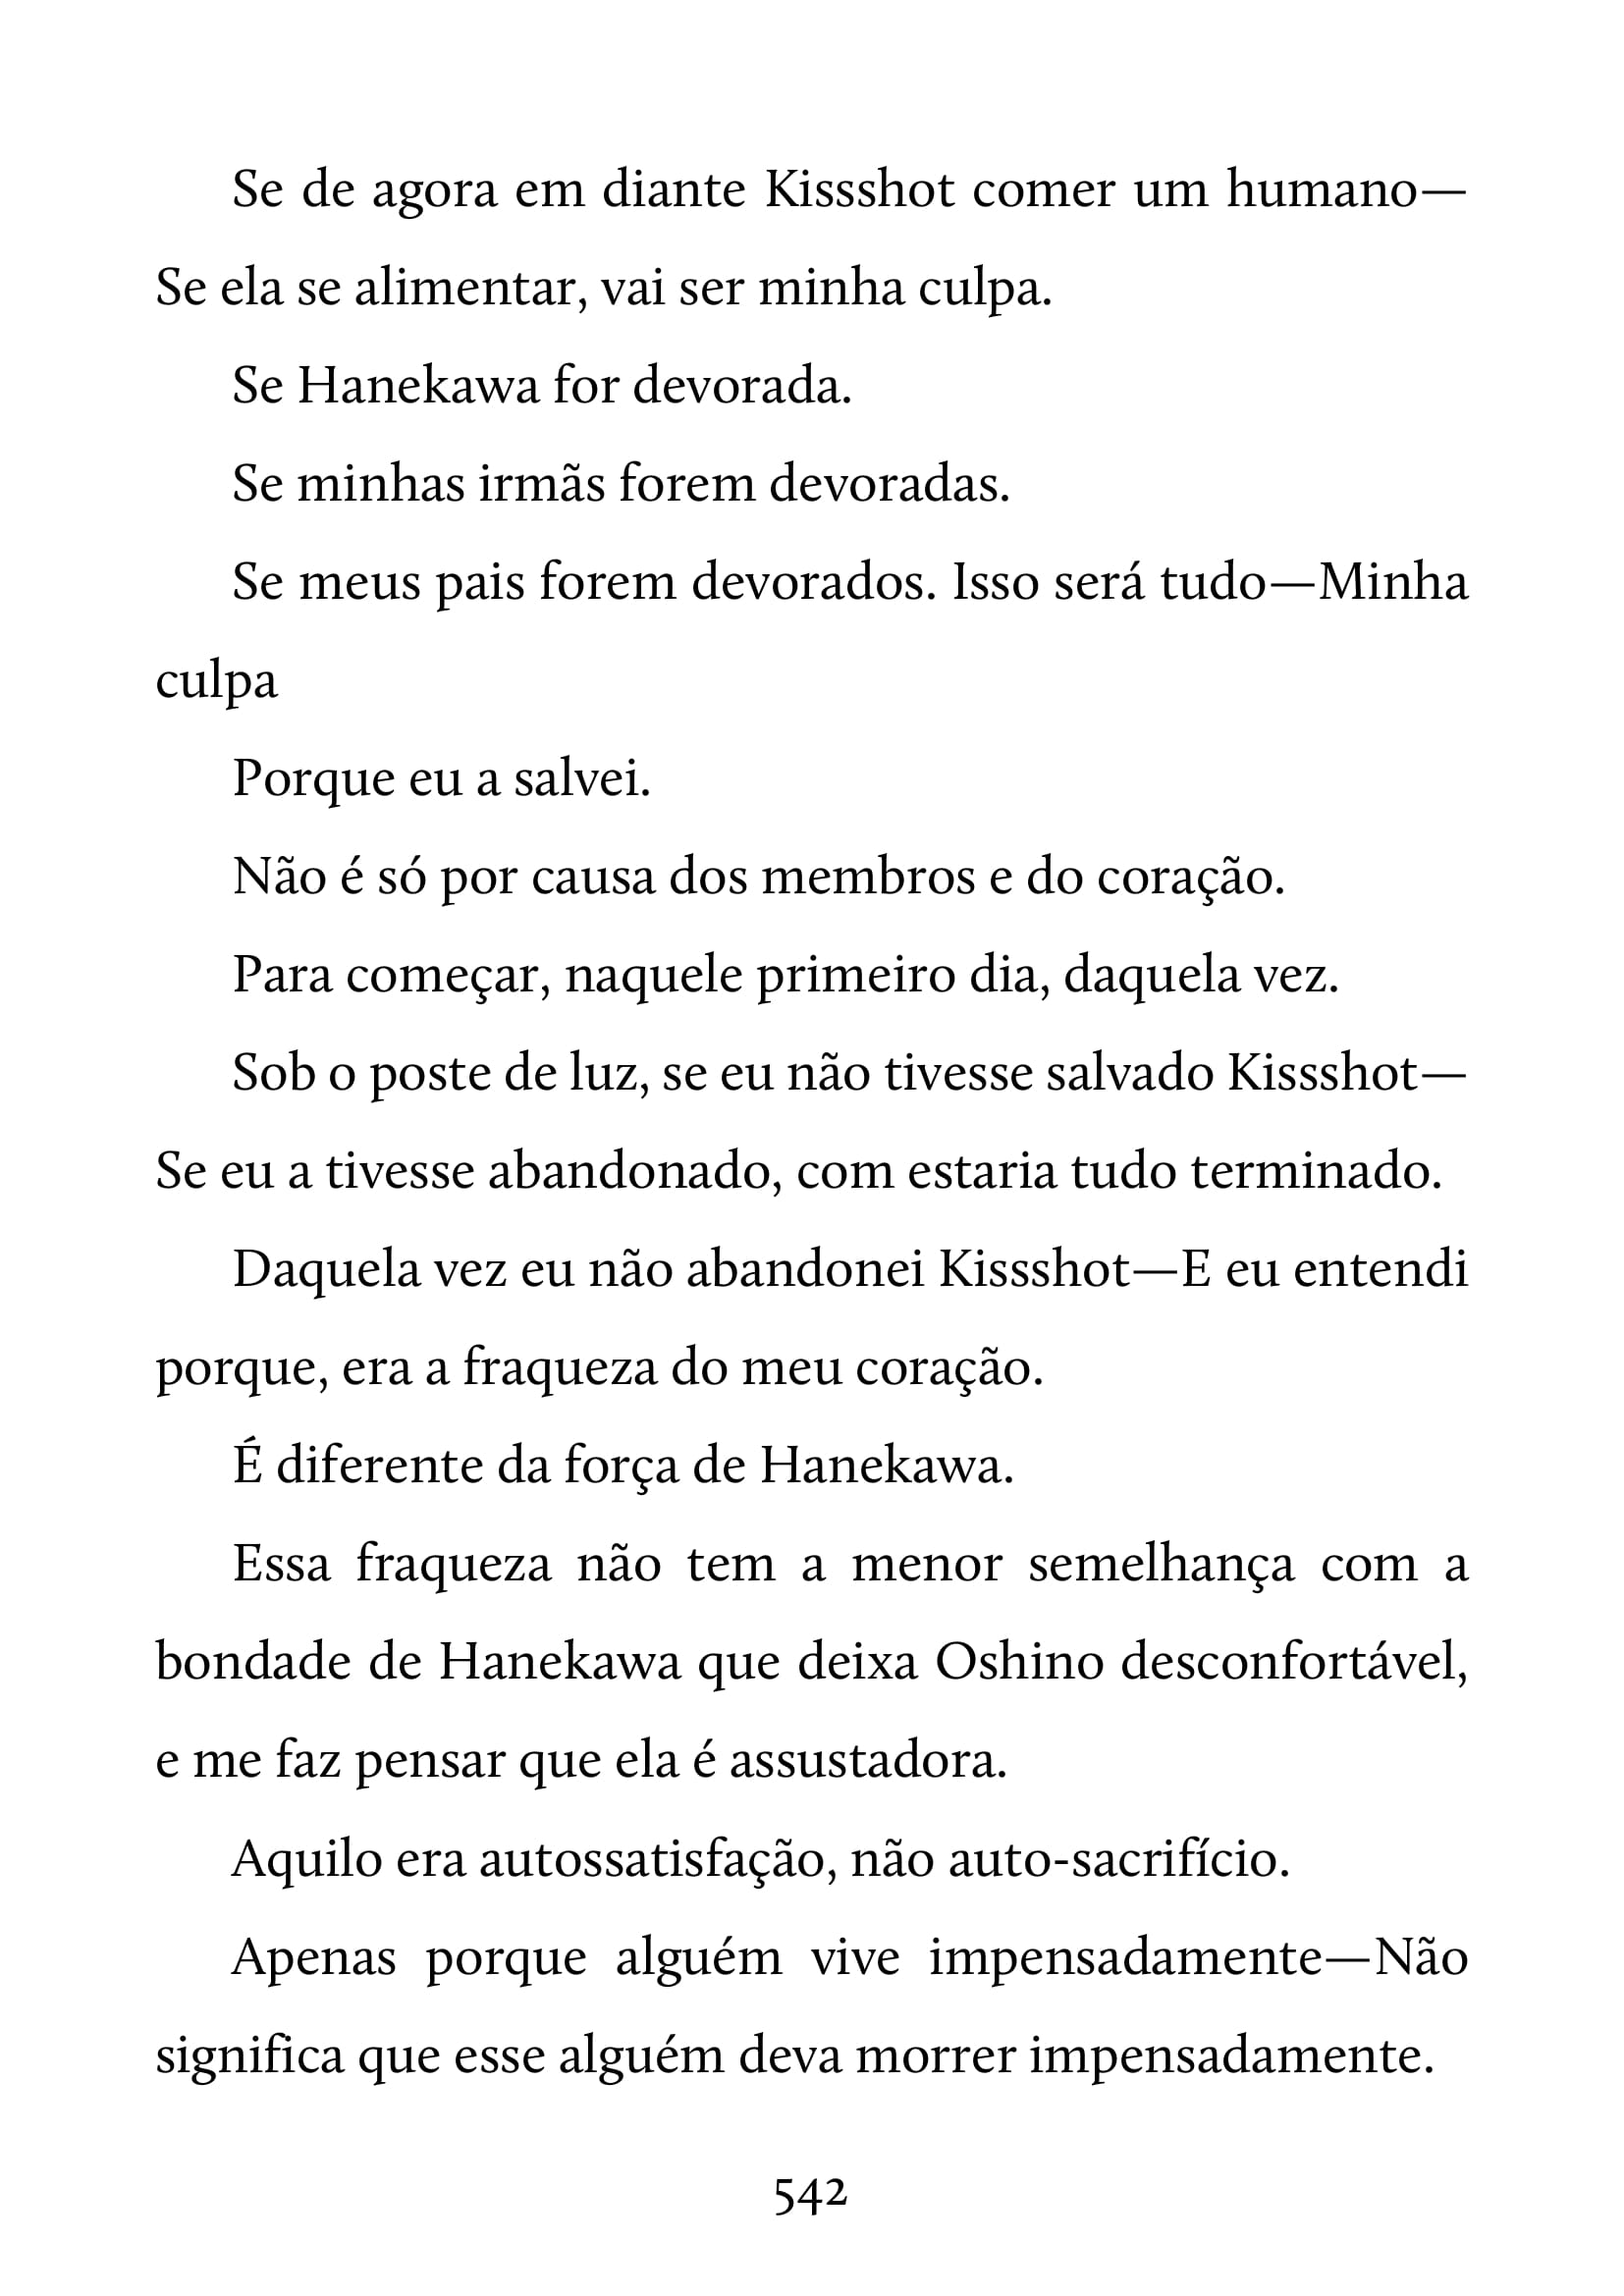 Se de agora em diante Kissshot comer um humano—
Se ela se alimentar, vai ser minha culpa.
Se Hanekawa for devorada.
Se minhas irmãs forem devoradas.
Se meus pais forem devorados. Isso será tudo—Minha
culpa
Porque eu a salvei.
Não é só por causa dos membros e do coração.
Para começar, naquele primeiro dia, daquela vez.
Sob o poste de luz, se eu não tivesse salvado Kissshot—
Se eu a tivesse abandonado, com estaria tudo terminado.
Daquela vez eu não abandonei Kissshot—E eu entendi
porque, era a fraqueza do meu coração.
É diferente da força de Hanekawa.
Essa fraqueza não tem a menor semelhança com a
bondade de Hanekawa que deixa Oshino desconfortável,
e me faz pensar que ela é assustadora.
Aquilo era autossatisfação, não auto-sacrifício.
Apenas porque alguém vive impensadamente—Não
significa que esse alguém deva morrer impensadamente.
542